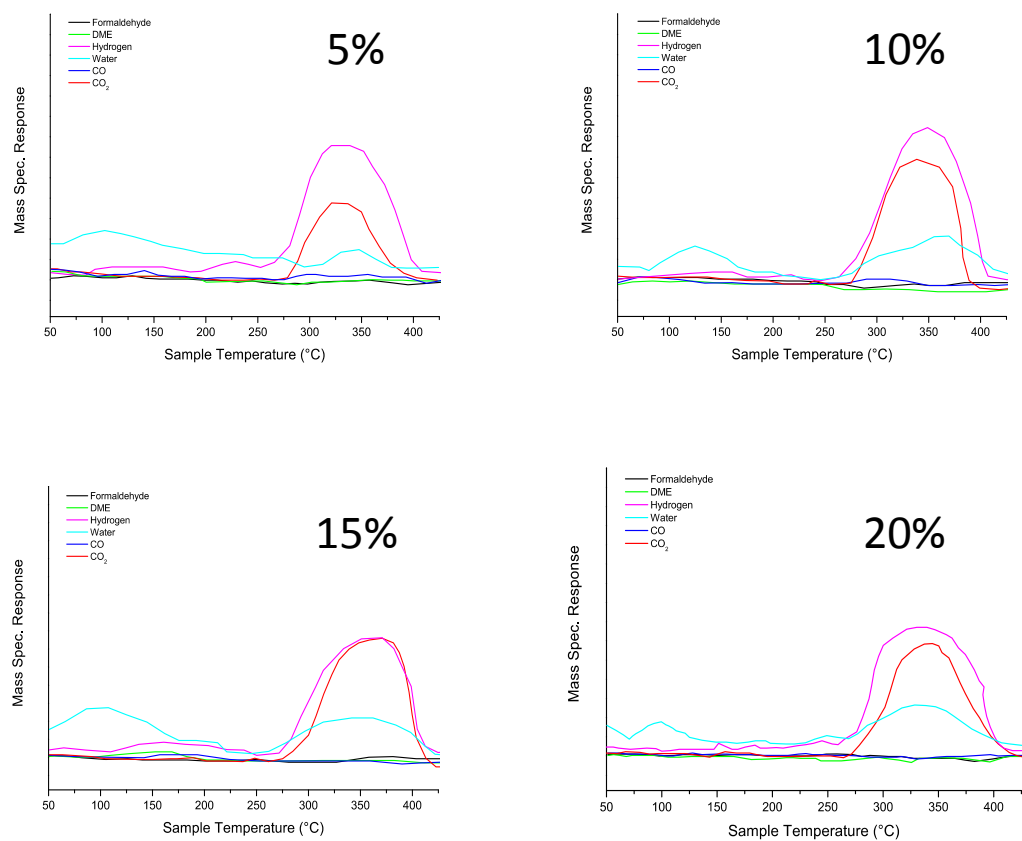 Formaldehyde
DME
Hydrogen
Water
CO
CO₂
5%
Mass Spec. Response
50 100 150 200 250 300 350 400
Sample Temperature (°C)
Formaldehyde
DME
Hydrogen
Water
CO
CO₂
10%
Mass Spec. Response
50 100 150 200 250 300 350 400
Sample Temperature (°C)
Formaldehyde
DME
Hydrogen
Water
CO
CO₂
15%
Mass Spec. Response
50 100 150 200 250 300 350 400
Sample Temperature (°C)
Formaldehyde
DME
Hydrogen
Water
CO
CO₂
20%
Mass Spec. Response
50 100 150 200 250 300 350 400
Sample Temperature (°C)